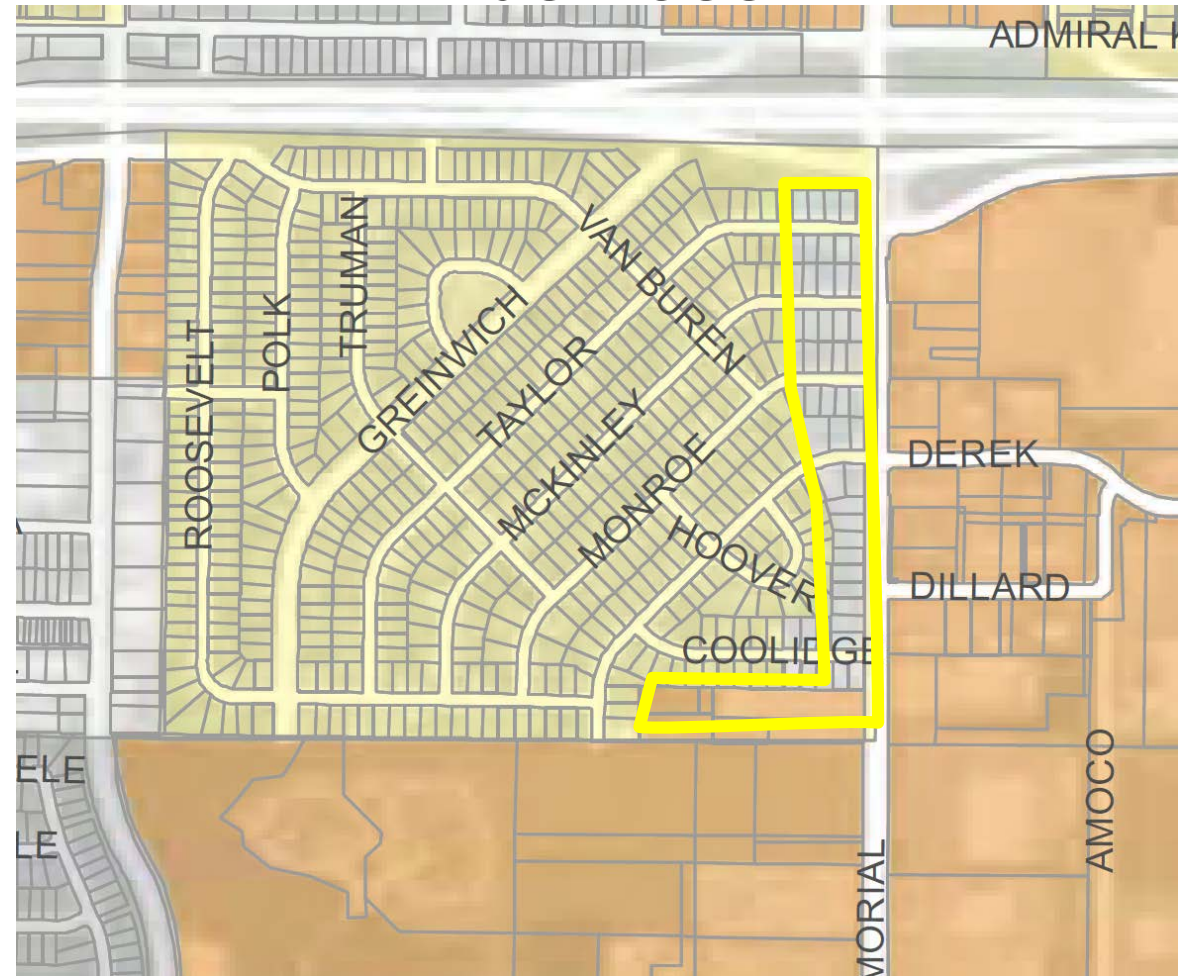 ADMIRAL
TRUMAN
VAN BUREN
POLK
ROOSEVELT
GREINWICH
TAYLOR
MCKINLEY
MONROE
HOOVER
DEREK
DILLARD
COOLIDGE
ELE
LE
AMOCO
MORIAL